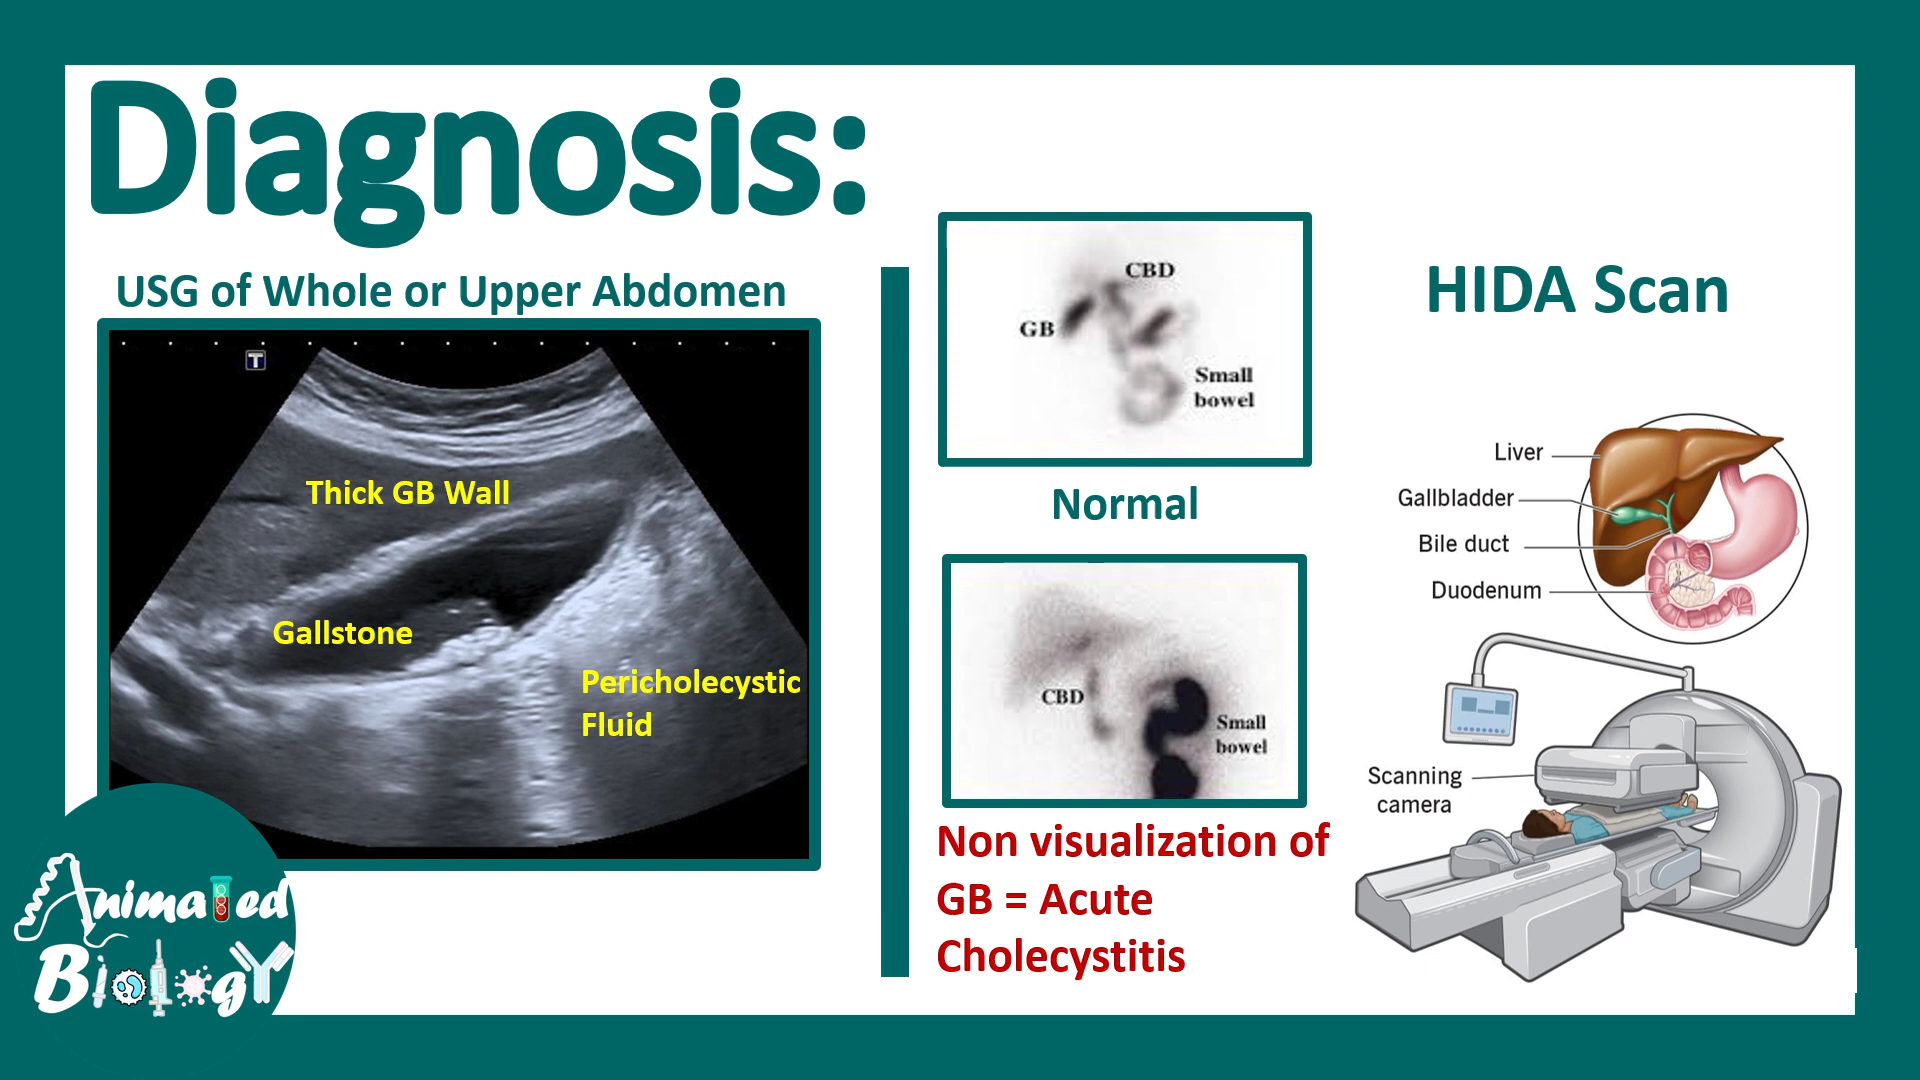 Diagnosis:
USG of Whole or Upper Abdomen
T
Thick GB Wall
Gallstone
Pericholecystic
Fluid
CBD
GB
Small
bowel
Normal
CBD
Small
bowel
Non visualization of
GB = Acute
Cholecystitis
HIDA Scan
Liver
Gallbladder
Bile duct
Duodenum
Scanning
camera
Animated
Biology